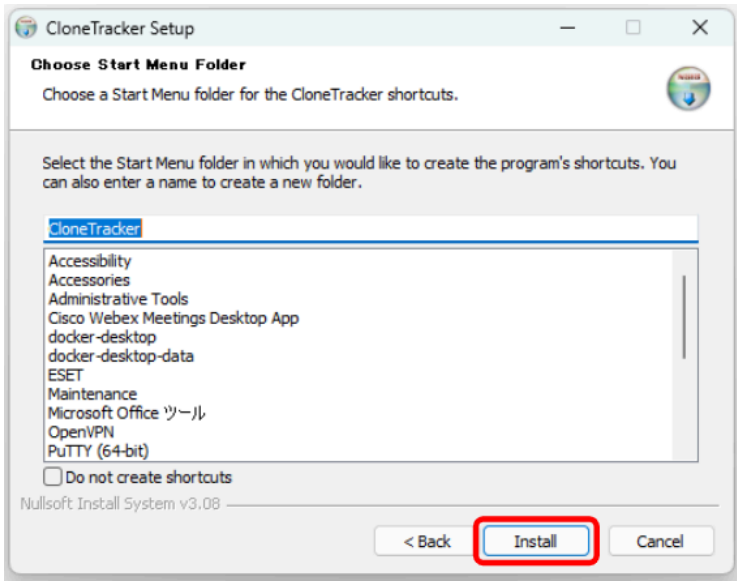 CloneTracker Setup
Choose Start Menu Folder
Choose a Start Menu folder for the CloneTracker shortcuts.
Select the Start Menu folder in which you would like to create the program's shortcuts. You
can also enter a name to create a new folder.
CloneTracker
Accessibility
Accessories
Administrative Tools
Cisco Webex Meetings Desktop App
docker-desktop
docker-desktop-data
ESET
Maintenance
Microsoft Office ツール
OpenVPN
PuTTY (64-bit)
Do not create shortcuts
Nullsoft Install System v3.08
< Back
Install
Cancel